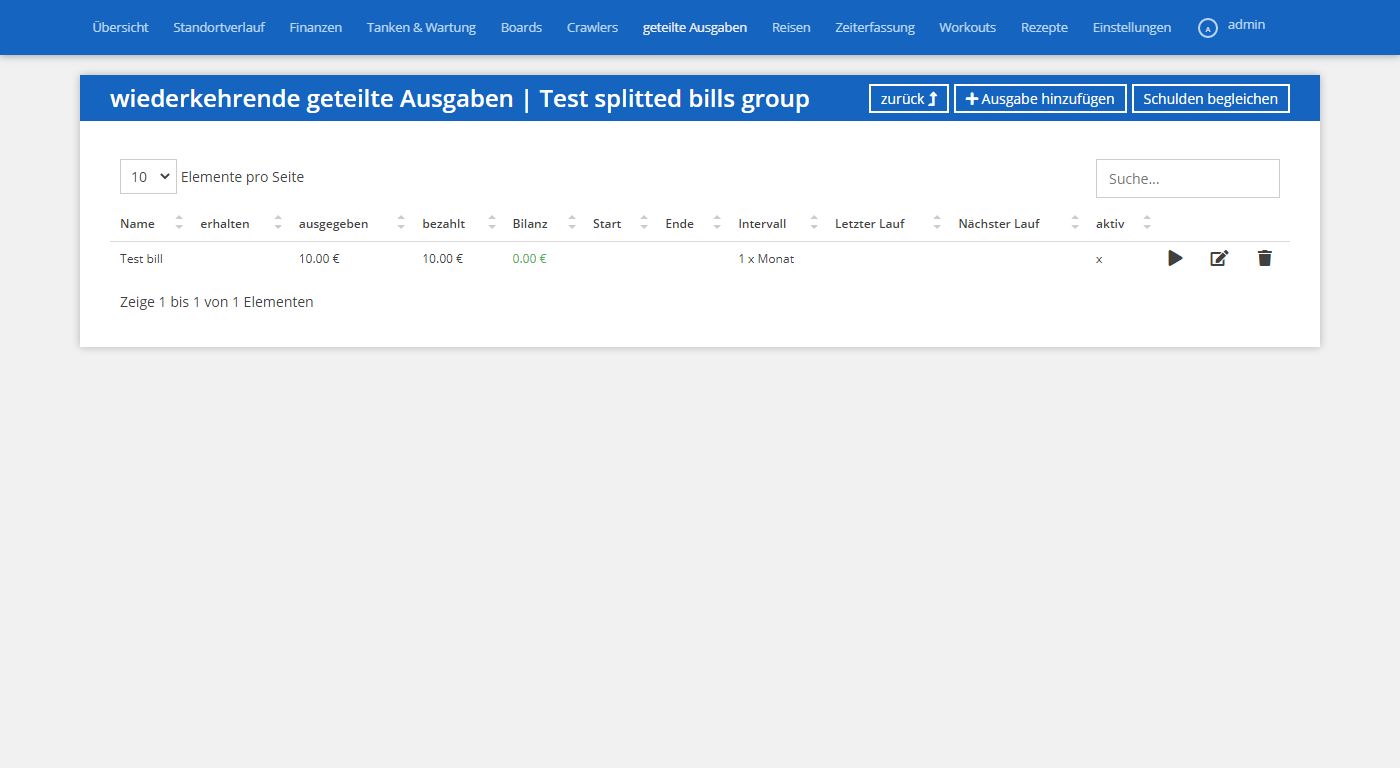 Übersicht Standortverlauf Finanzen Tanken & Wartung Boards Crawlers geteilte Ausgaben Reisen Zeiterfassung Workouts Rezepte Einstellungen A admin
wiederkehrende geteilte Ausgaben | Test splitted bills group zurück Ausgabe hinzufügen Schulden begleichen
10 Elemente pro Seite Suche...
Name erhalten ausgegeben bezahlt Bilanz Start Ende Intervall Letzter Lauf Nächster Lauf aktiv
Test bill 10.00 € 10.00 € 0.00 € 1 x Monat x
Zeige 1 bis 1 von 1 Elementen